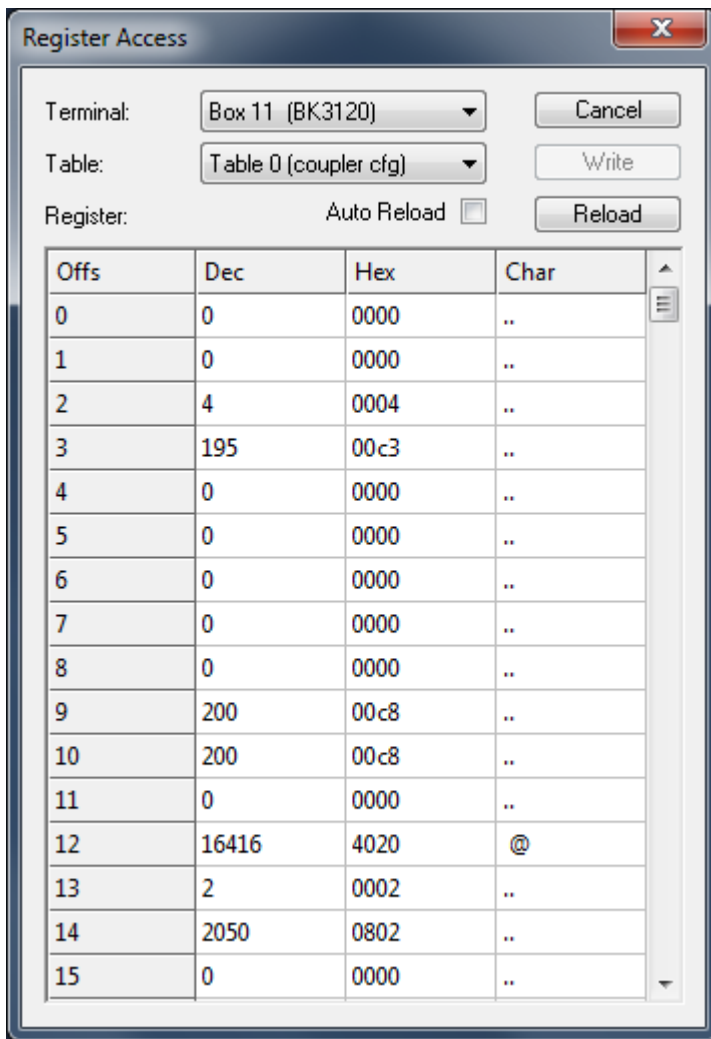 Register Access
Terminal: Box 11 (BK3120) Cancel
Table: Table 0 (coupler cfg) Write
Register: Auto Reload Reload
Offs Dec Hex Char
0 0 0000 ..
1 0 0000 ..
2 4 0004 ..
3 195 00c3 ..
4 0 0000 ..
5 0 0000 ..
6 0 0000 ..
7 0 0000 ..
8 0 0000 ..
9 200 00c8 ..
10 200 00c8 ..
11 0 0000 ..
12 16416 4020 @
13 2 0002 ..
14 2050 0802 ..
15 0 0000 ..